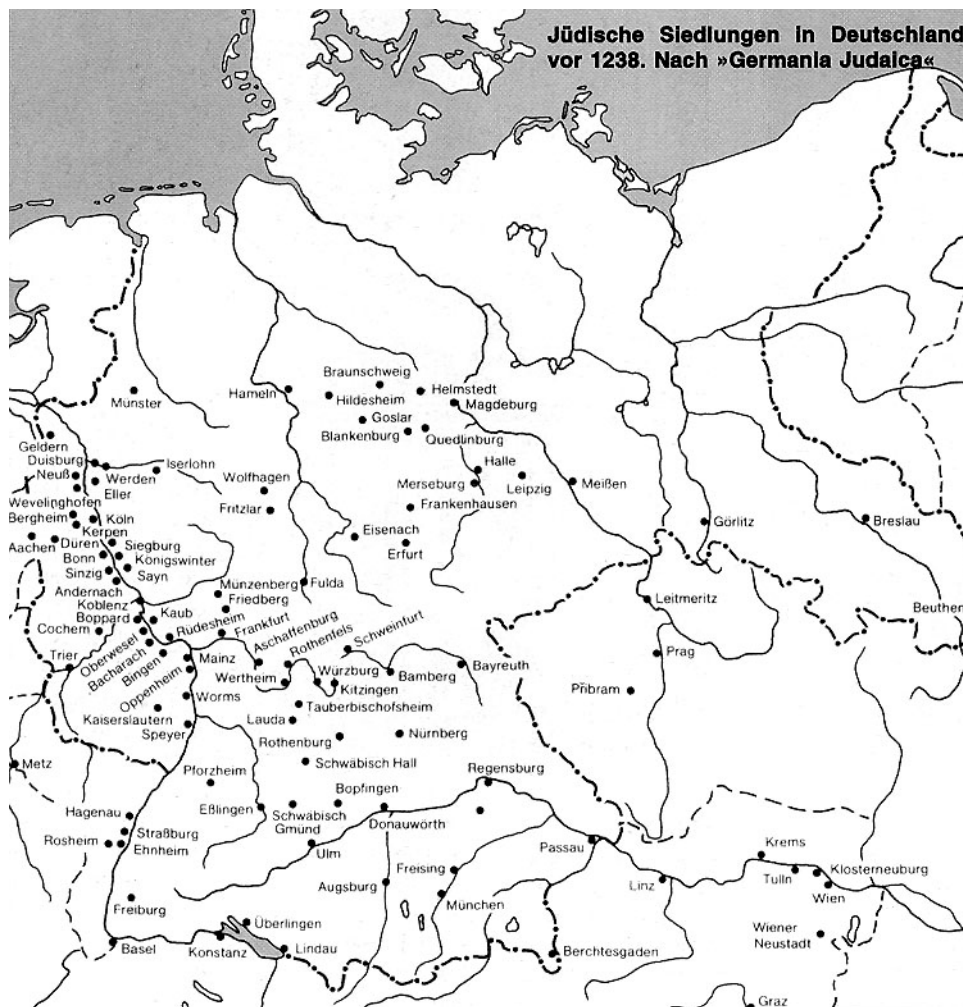 Jüdische Siedlungen in Deutschland
vor 1238. Nach »Germania Judaica«
Braunschweig
Helmstedt
Münster
Hameln
Hildesheim
Magdeburg
Goslar
Blankenburg
Quedlinburg
Geldern
Duisburg
Neuß
Werden
Iserlohn
Eller
Wolfhagen
Halle
Merseburg
Leipzig
Meißen
Wevelinghofen
Fritzlar
Frankenhausen
Bergheim
Köln
Kerpen
Eisenach
Görlitz
Breslau
Aachen
Düren
Siegburg
Erfurt
Bonn
Königswinter
Sinzig
Sayn
Andernach
Münzenberg
Fulda
Koblenz
Friedberg
Leitmeritz
Beuthen
Boppard
Kaub
Cochem
Rüdesheim
Frankfurt
Aschaffenburg
Rothenfels
Schweinfurt
Oberwesel
Bacharach
Bingen
Trier
Mainz
Wertheim
Würzburg
Bamberg
Bayreuth
Prag
Oppenheim
Kitzingen
Přibram
Worms
Tauberbischofsheim
Kaiserslautern
Lauda
Speyer
Rothenburg
Nürnberg
Metz
Schwäbisch Hall
Pforzheim
Regensburg
Bopfingen
Hagenau
Eßlingen
Schwäbisch
Gmünd
Donauwörth
Straßburg
Rosheim
Ehnheim
Ulm
Passau
Krems
Freising
Klosterneuburg
Augsburg
Linz
Tulln
München
Wien
Freiburg
Überlingen
Wiener
Neustadt
Basel
Konstanz
Lindau
Berchtesgaden
Graz